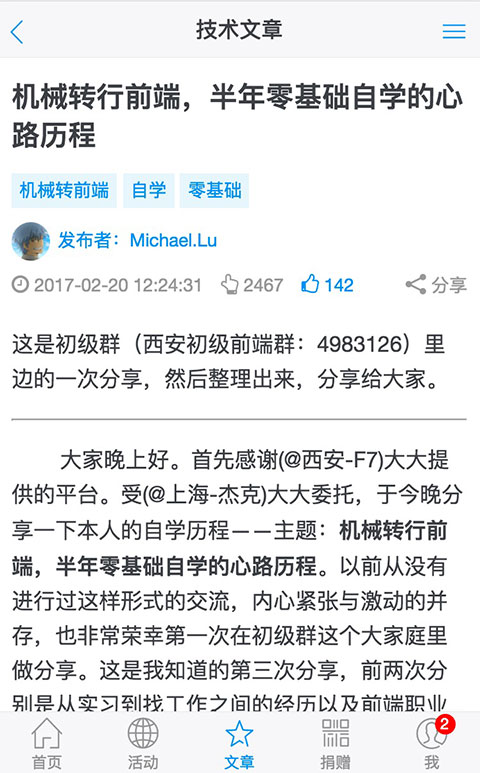 技术文章
机械转行前端，半年零基础自学的心
路历程
机械转前端 自学 零基础
发布者：Michael.Lu
2017-02-20 12:24:31 2467 142 分享
这是初级群（西安初级前端群：4983126）里
边的一次分享，然后整理出来，分享给大家。
大家晚上好。首先感谢(@西安-F7)大大提
供的平台。受(@上海-杰克)大大委托，于今晚分
享一下本人的自学历程——主题：机械转行前
端，半年零基础自学的心路历程。以前从没有
进行过这样形式的交流，内心紧张与激动的并
存，也非常荣幸第一次在初级群这个大家庭里
做分享。这是我知道的第三次分享，前两次分
别是从实习到找工作之间的经历以及前端职业
2
首页 活动 文章 捐赠 我